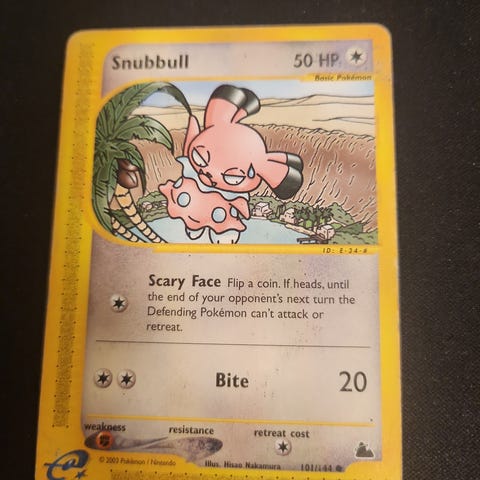 Snubbull 50 HP
Basic Pokémon
ID: E-24-#
Scary Face Flip a coin. If heads, until
the end of your opponent's next turn the
Defending Pokémon can't attack or
retreat.
Bite 20
weakness resistance retreat cost
© 2003 Pokémon / Nintendo
Illus. Hisao Nakamura 101/144
e